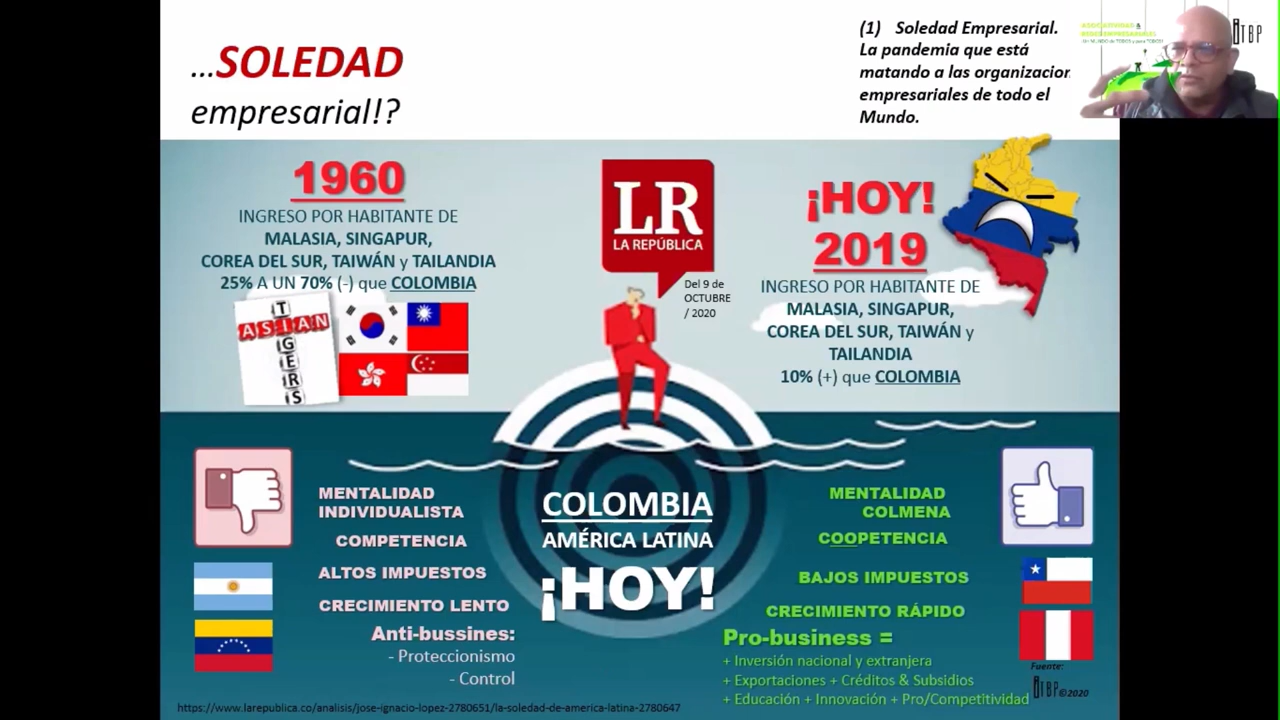 ...SOLEDAD
empresarial!?
(1) Soledad Empresarial.
La pandemia que está
matando a las organizacion
empresariales de todo el
Mundo.
TBP
1960
INGRESO POR HABITANTE DE
MALASIA, SINGAPUR,
COREA DEL SUR, TAIWÁN y TAILANDIA
25% A UN 70% (-) que COLOMBIA
ASIAN
TIGERS
LR
LA REPÚBLICA
Del 9 de
OCTUBRE
/ 2020
¡HOY!
2019
INGRESO POR HABITANTE DE
MALASIA, SINGAPUR,
COREA DEL SUR, TAIWÁN y
TAILANDIA
10% (+) que COLOMBIA
MENTALIDAD
INDIVIDUALISTA
COMPETENCIA
ALTOS IMPUESTOS
CRECIMIENTO LENTO
Anti-bussines:
- Proteccionismo
- Control
COLOMBIA
AMÉRICA LATINA
¡HOY!
MENTALIDAD
COLMENA
COOPETENCIA
BAJOS IMPUESTOS
CRECIMIENTO RÁPIDO
Pro-business =
+ Inversión nacional y extranjera
+ Exportaciones + Créditos & Subsidios
+ Educación + Innovación + Pro/Competitividad
Fuente:
TBP©2020
https://www.larepublica.co/analisis/jose-ignacio-lopez-2780651/la-soledad-de-america-latina-2780647